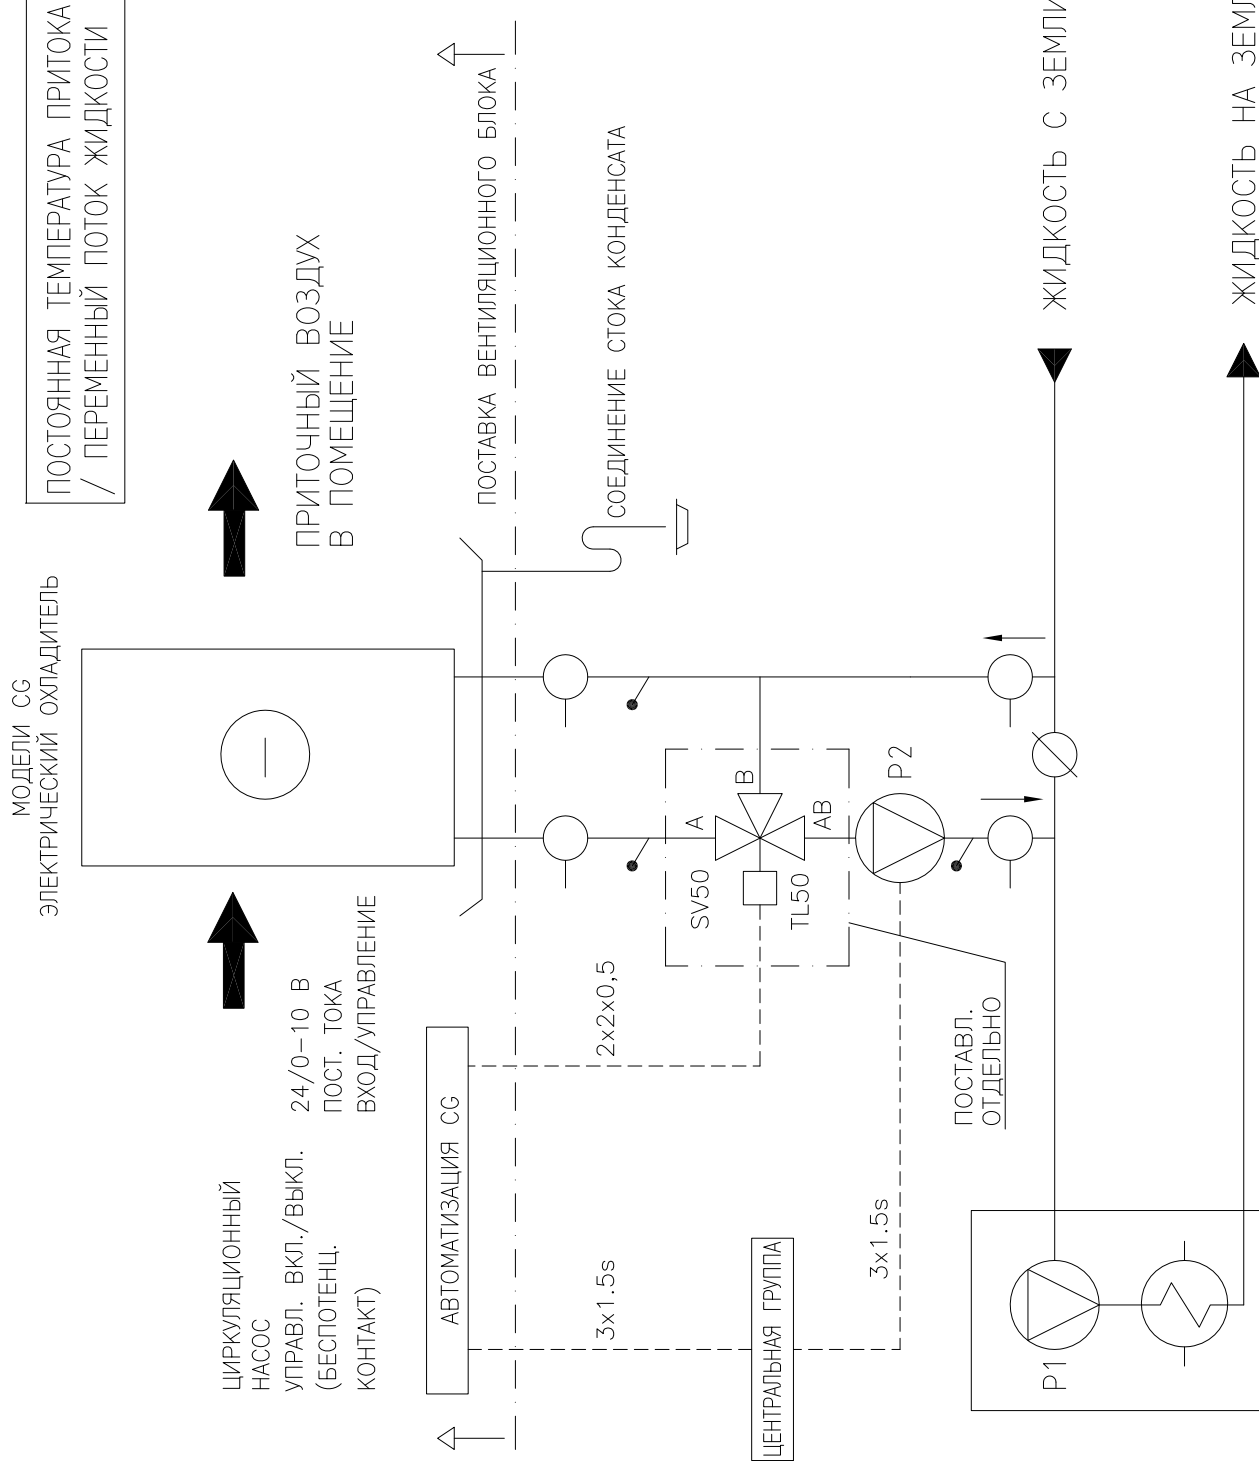 ПОСТОЯННАЯ ТЕМПЕРАТУРА ПРИТОКА
/ ПЕРЕМЕННЫЙ ПОТОК ЖИДКОСТИ
МОДЕЛИ CG
ЭЛЕКТРИЧЕСКИЙ ОХЛАДИТЕЛЬ
ПРИТОЧНЫЙ ВОЗДУХ
В ПОМЕЩЕНИЕ
ЦИРКУЛЯЦИОННЫЙ
НАСОС
УПРАВЛ. ВКЛ./ВЫКЛ.
(БЕСПОТЕНЦ.
КОНТАКТ)
24/0-10 В
ПОСТ. ТОКА
ВХОД/УПРАВЛЕНИЕ
АВТОМАТИЗАЦИЯ CG
ПОСТАВКА ВЕНТИЛЯЦИОННОГО БЛОКА
СОЕДИНЕНИЕ СТОКА КОНДЕНСАТА
3x1.5s
2x2x0,5
SV50
A
B
TL50
AB
ЦЕНТРАЛЬНАЯ ГРУППА
3x1.5s
P2
ПОСТАВЛ.
ОТДЕЛЬНО
P1
ЖИДКОСТЬ С ЗЕМЛИ
ЖИДКОСТЬ НА